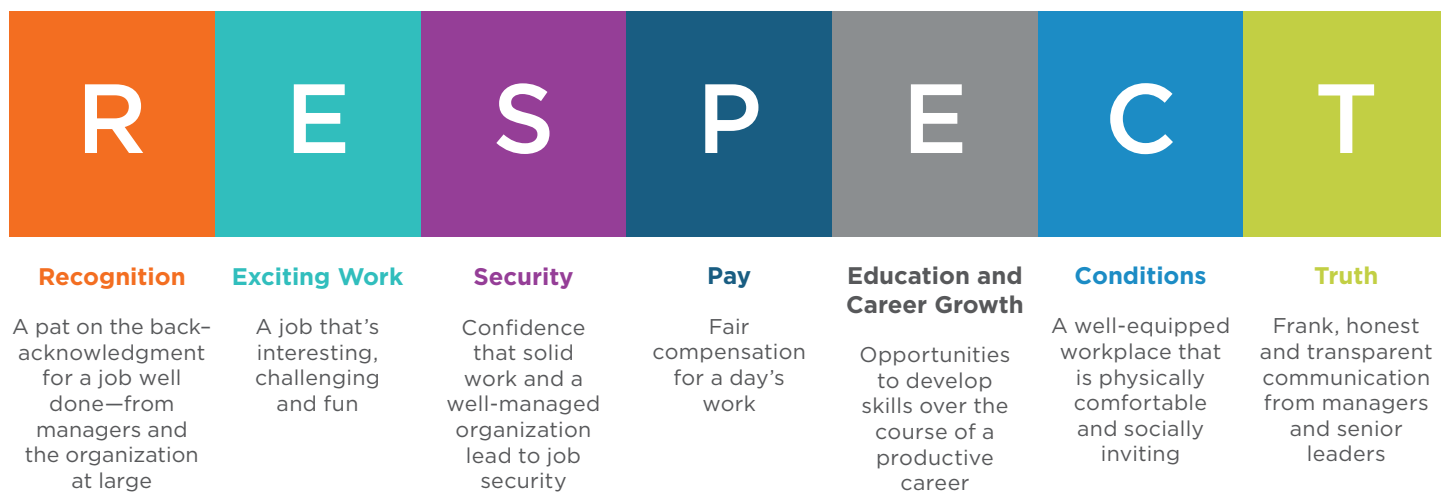 R
E
S
P
E
C
T
Recognition
A pat on the back–
acknowledgment
for a job well
done—from
managers and
the organization
at large
Exciting Work
A job that's
interesting,
challenging
and fun
Security
Confidence
that solid
work and a
well-managed
organization
lead to job
security
Pay
Fair
compensation
for a day's
work
Education and
Career Growth
Opportunities
to develop
skills over the
course of a
productive
career
Conditions
A well-equipped
workplace that
is physically
comfortable
and socially
inviting
Truth
Frank, honest
and transparent
communication
from managers
and senior
leaders